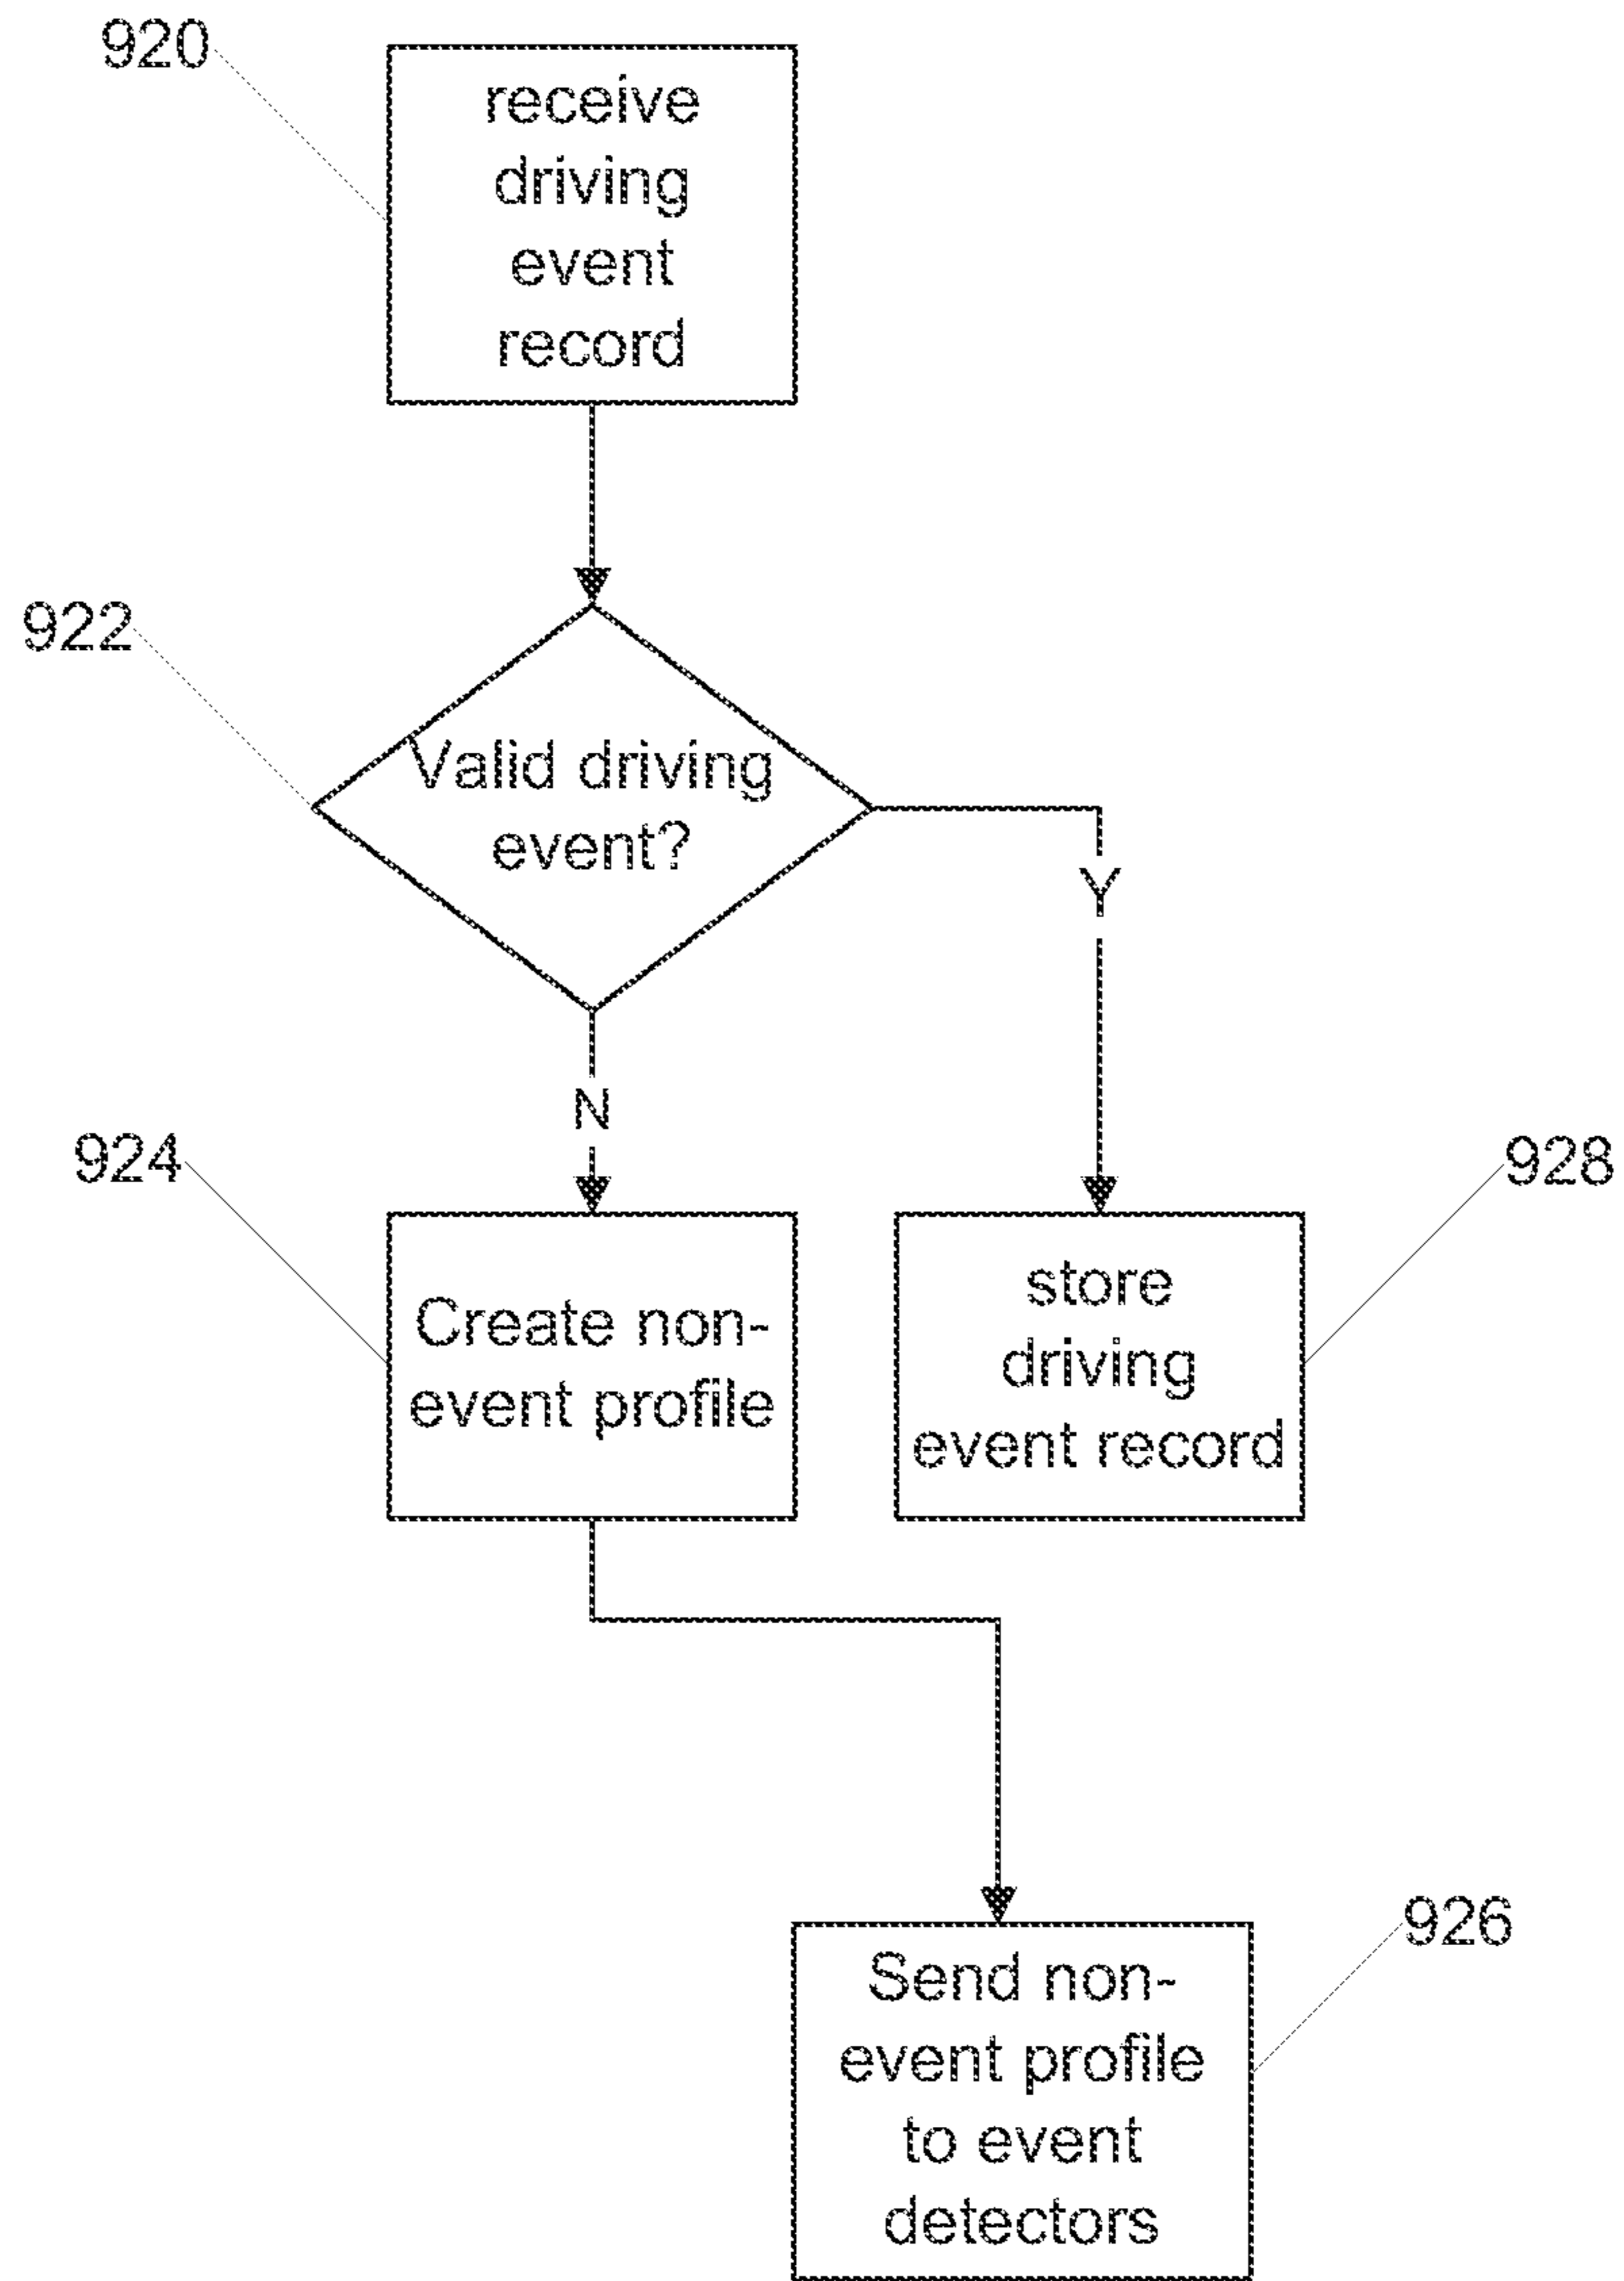 920
receive
driving
event
record
922
Valid driving
event?
Y
N
924
Create non-
event profile
928
store
driving
event record
926
Send non-
event profile
to event
detectors